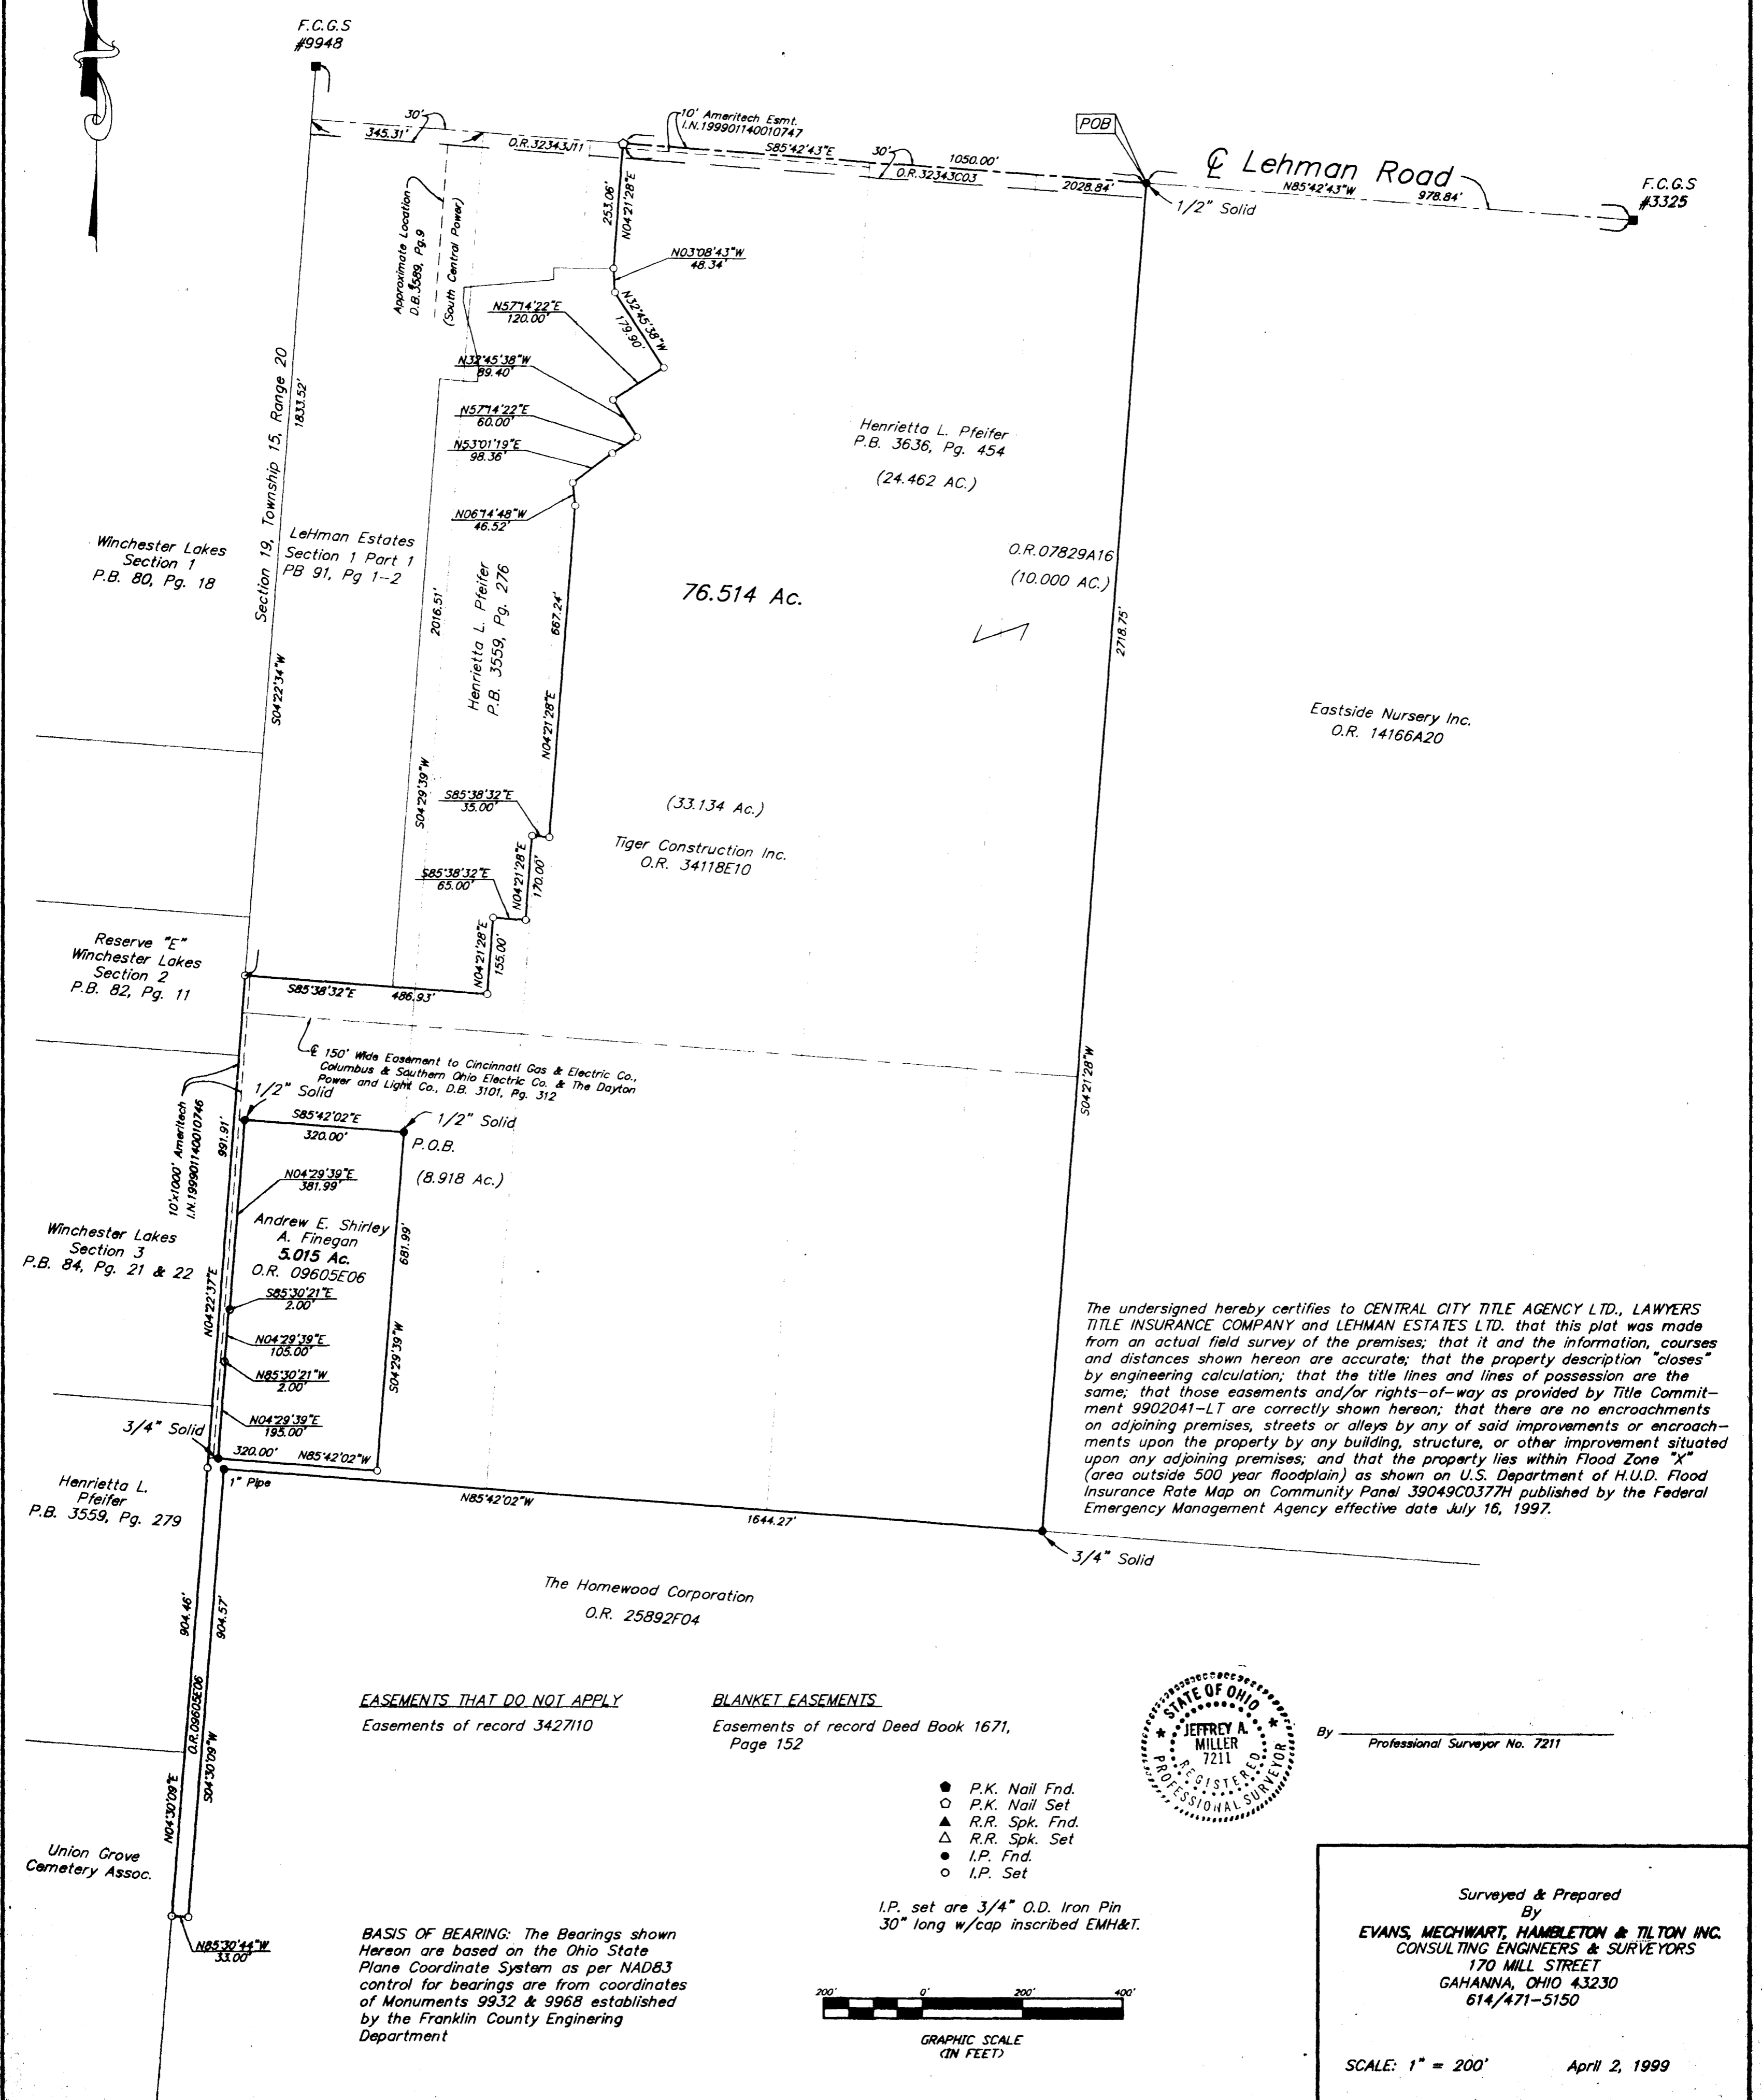 F.C.G.S
#9948
30'
345.31'
O.R.32343J11
10' Ameritech Esmt.
I.N.199901140010747
S85°42'43"E
30'
1050.00'
O.R.32343C03
2028.84'
POB
℄ Lehman Road
N85°42'43"W
978.84'
F.C.G.S
#3325
1/2" Solid
Approximate Location
D.B.3589, Pg.9
(South Central Power)
253.06'
N04°21'28"E
N03°08'43"W
48.34'
N32°45'38"W
179.90'
N57°14'22"E
120.00'
N32°45'38"W
89.40'
N57°14'22"E
60.00'
N53°01'19"E
98.36'
N06°14'48"W
46.52'
Section 19, Township 15, Range 20
1833.52'
S04°22'34"W
Winchester Lakes
Section 1
P.B. 80, Pg. 18
LeHman Estates
Section 1 Part 1
PB 91, Pg 1-2
2016.51'
S04°29'39"W
Henrietta L. Pfeifer
P.B. 3559, Pg. 276
667.24'
N04°21'28"E
Henrietta L. Pfeifer
P.B. 3636, Pg. 454
(24.462 AC.)
76.514 Ac.
O.R.07829A16
(10.000 AC.)
2718.75'
S04°21'28"W
Eastside Nursery Inc.
O.R. 14166A20
(33.134 Ac.)
Tiger Construction Inc.
O.R. 34118E10
S85°38'32"E
35.00'
N04°21'28"E
170.00'
S85°38'32"E
65.00'
N04°21'28"E
155.00'
Reserve "E"
Winchester Lakes
Section 2
P.B. 82, Pg. 11
S85°38'32"E
486.93'
℄ 150' Wide Easement to Cincinnati Gas & Electric Co.,
Columbus & Southern Ohio Electric Co. & The Dayton
Power and Light Co., D.B. 3101, Pg. 312
1/2" Solid
S85°42'02"E
320.00'
1/2" Solid
P.O.B.
(8.918 Ac.)
10'x1000' Ameritech
I.N.199901140010746
991.91'
N04°22'37"E
N04°29'39"E
381.99'
Andrew E. Shirley
A. Finegan
5.015 Ac.
O.R. 09605E06
681.99'
S04°29'39"W
Winchester Lakes
Section 3
P.B. 84, Pg. 21 & 22
S85°30'21"E
2.00'
N04°29'39"E
105.00'
N85°30'21"W
2.00'
N04°29'39"E
195.00'
3/4" Solid
320.00'
N85°42'02"W
1" Pipe
N85°42'02"W
1644.27'
3/4" Solid
Henrietta L.
Pfeifer
P.B. 3559, Pg. 279
The Homewood Corporation
O.R. 25892F04
904.46'
904.57'
O.R.09605E06
S04°30'09"W
N04°30'09"E
Union Grove
Cemetery Assoc.
N85°30'44"W
33.00'
The undersigned hereby certifies to CENTRAL CITY TITLE AGENCY LTD., LAWYERS
TITLE INSURANCE COMPANY and LEHMAN ESTATES LTD. that this plat was made
from an actual field survey of the premises; that it and the information, courses
and distances shown hereon are accurate; that the property description "closes"
by engineering calculation; that the title lines and lines of possession are the
same; that those easements and/or rights-of-way as provided by Title Commit-
ment 9902041-LT are correctly shown hereon; that there are no encroachments
on adjoining premises, streets or alleys by any of said improvements or encroach-
ments upon the property by any building, structure, or other improvement situated
upon any adjoining premises; and that the property lies within Flood Zone "X"
(area outside 500 year floodplain) as shown on U.S. Department of H.U.D. Flood
Insurance Rate Map on Community Panel 39049C0377H published by the Federal
Emergency Management Agency effective date July 16, 1997.
EASEMENTS THAT DO NOT APPLY
Easements of record 3427I10
BLANKET EASEMENTS
Easements of record Deed Book 1671,
Page 152
STATE OF OHIO
JEFFREY A.
MILLER
7211
REGISTERED
PROFESSIONAL SURVEYOR
By
Professional Surveyor No. 7211
P.K. Nail Fnd.
P.K. Nail Set
R.R. Spk. Fnd.
R.R. Spk. Set
I.P. Fnd.
I.P. Set
I.P. set are 3/4" O.D. Iron Pin
30" long w/cap inscribed EMH&T.
BASIS OF BEARING: The Bearings shown
Hereon are based on the Ohio State
Plane Coordinate System as per NAD83
control for bearings are from coordinates
of Monuments 9932 & 9968 established
by the Franklin County Enginering
Department
200' 0' 200' 400'
GRAPHIC SCALE
(IN FEET)
Surveyed & Prepared
By
EVANS, MECHWART, HAMBLETON & TILTON INC.
CONSULTING ENGINEERS & SURVEYORS
170 MILL STREET
GAHANNA, OHIO 43230
614/471-5150
SCALE: 1" = 200'
April 2, 1999